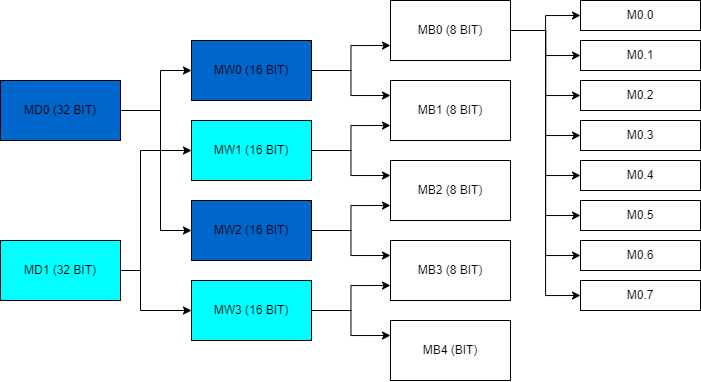 MD0 (32 BIT)
MD1 (32 BIT)
MW0 (16 BIT)
MW1 (16 BIT)
MW2 (16 BIT)
MW3 (16 BIT)
MB0 (8 BIT)
MB1 (8 BIT)
MB2 (8 BIT)
MB3 (8 BIT)
MB4 (BIT)
M0.0
M0.1
M0.2
M0.3
M0.4
M0.5
M0.6
M0.7